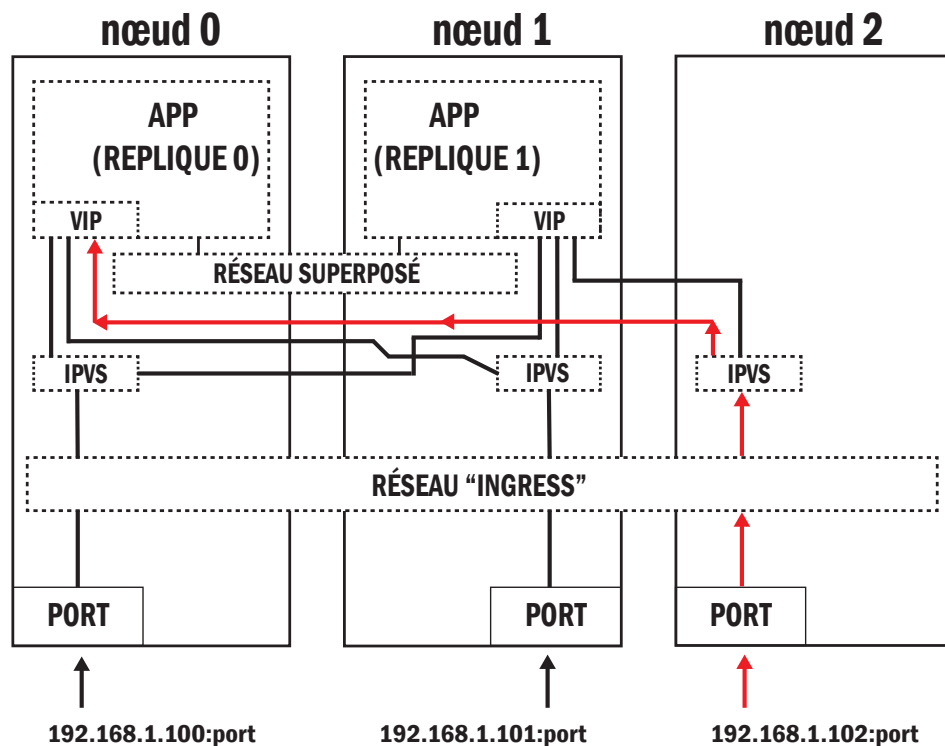 nœud 0
nœud 1
nœud 2
APP
(REPLIQUE 0)
APP
(REPLIQUE 1)
VIP
VIP
RÉSEAU SUPERPOSÉ
IPVS
IPVS
IPVS
RÉSEAU “INGRESS”
PORT
PORT
PORT
192.168.1.100:port
192.168.1.101:port
192.168.1.102:port